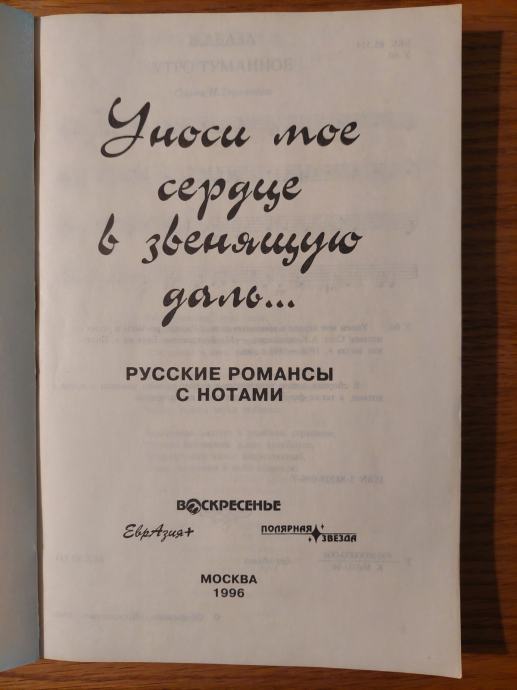 Уноси мое
сердце
в звенящую
даль...
РУССКИЕ РОМАНСЫ
С НОТАМИ
ВОСКРЕСЕНЬЕ
ЕврАзия+
ПОЛЯРНАЯ
ЗВЕЗДА
МОСКВА
1996